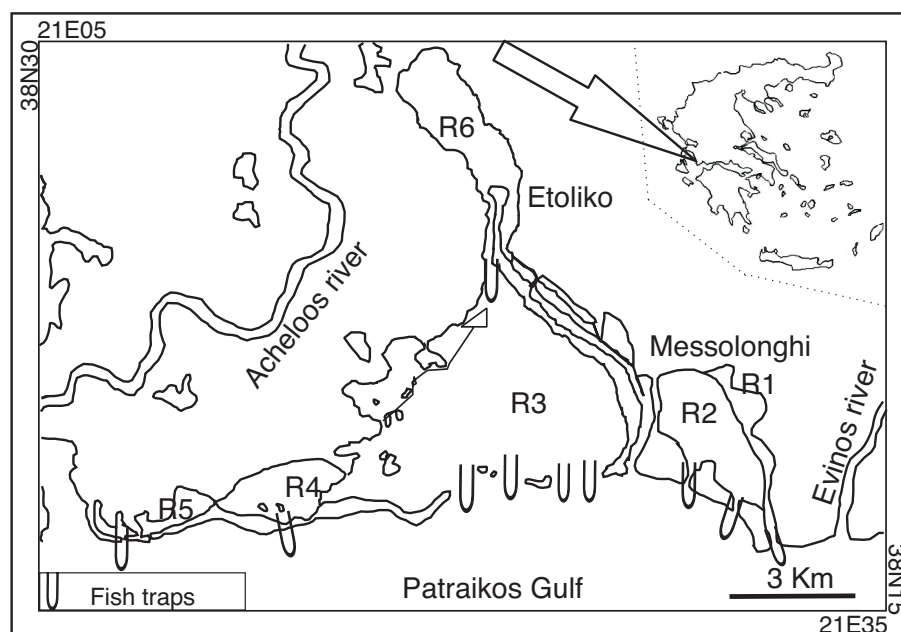 21E05
38N30
R6
Etoliko
Acheloos river
Messolonghi
R1
R2
R3
Evinos river
R4
R5
Patraikos Gulf
3 Km
Fish traps
38N15
21E35